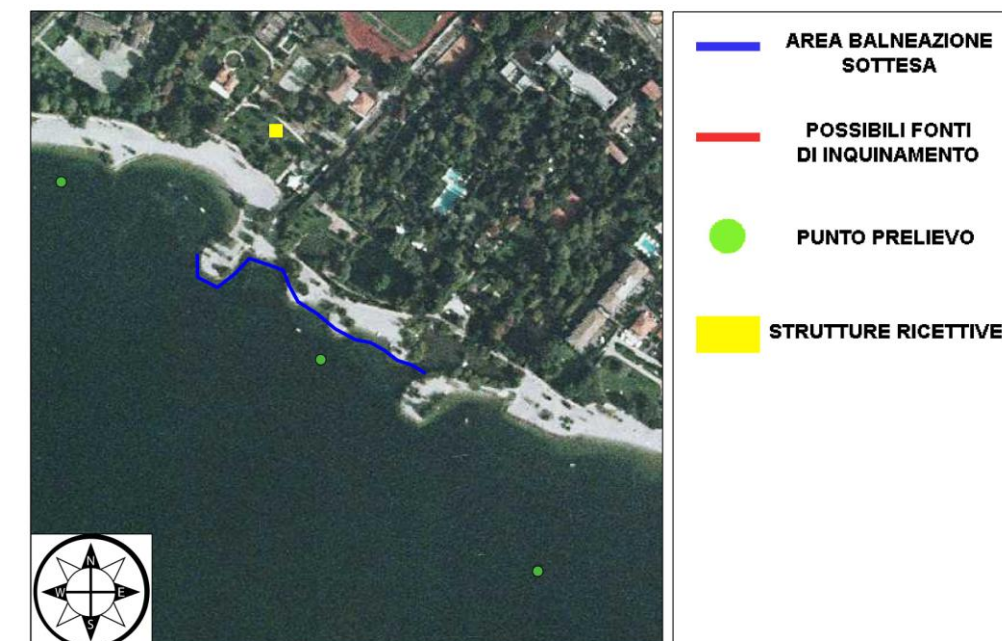 AREA BALNEAZIONE
SOTTESA
POSSIBILI FONTI
DI INQUINAMENTO
PUNTO PRELIEVO
STRUTTURE RICETTIVE
N
W E
S